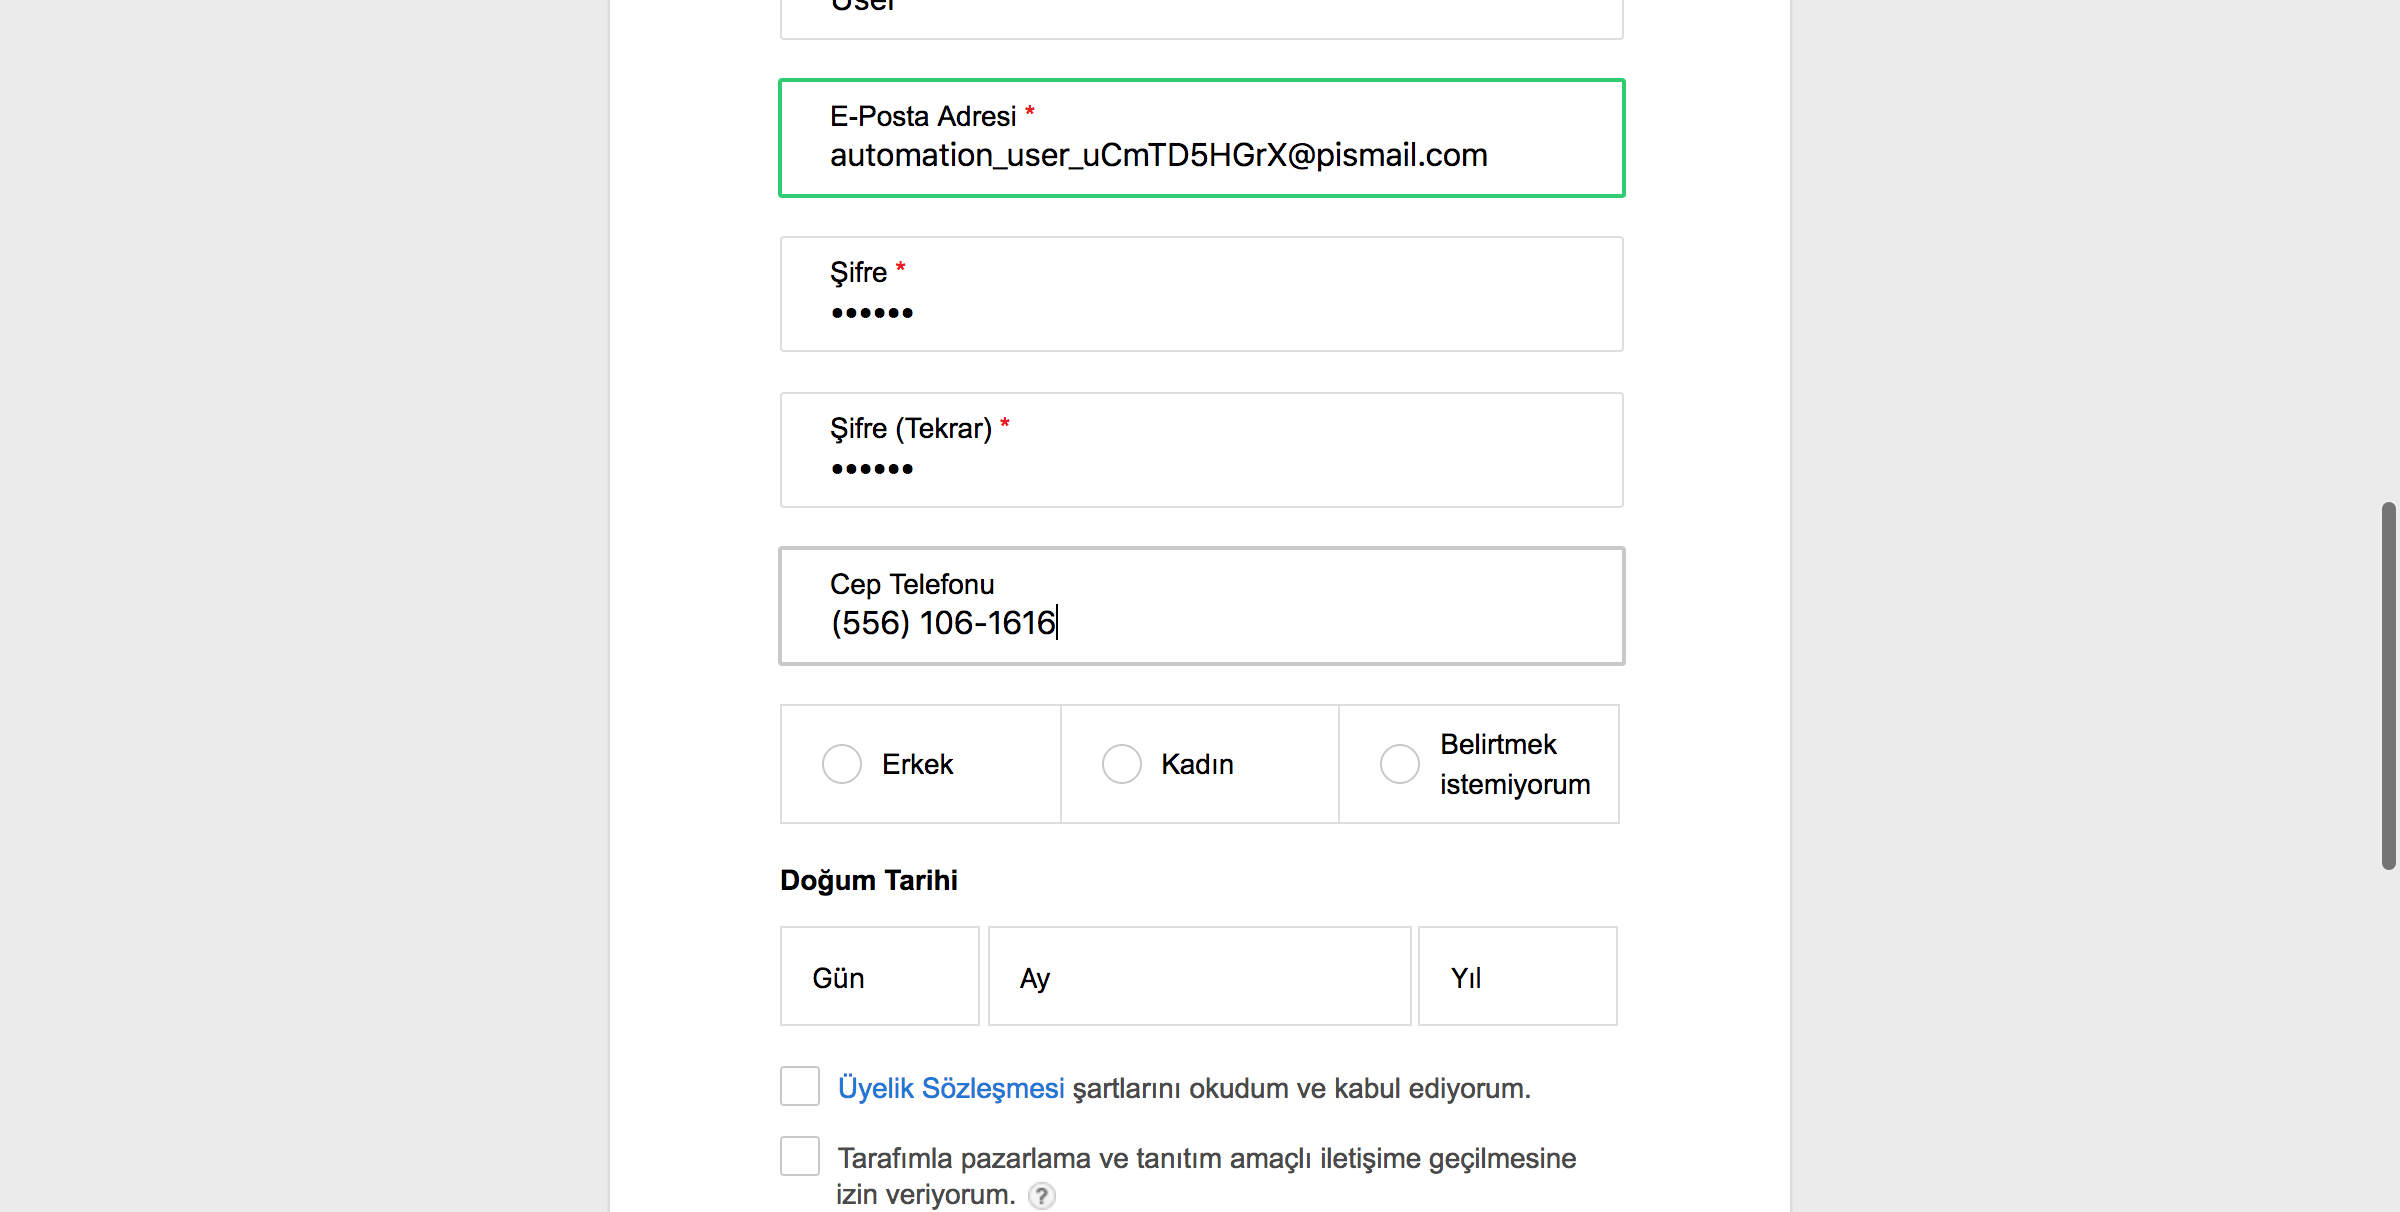 User
E-Posta Adresi *
automation_user_uCmTD5HGrX@pismail.com
Şifre *
••••••
Şifre (Tekrar) *
••••••
Cep Telefonu
(556) 106-1616
Erkek
Kadın
Belirtmek
istemiyorum
Doğum Tarihi
Gün
Ay
Yıl
Üyelik Sözleşmesi şartlarını okudum ve kabul ediyorum.
Tarafımla pazarlama ve tanıtım amaçlı iletişime geçilmesine
izin veriyorum. ?